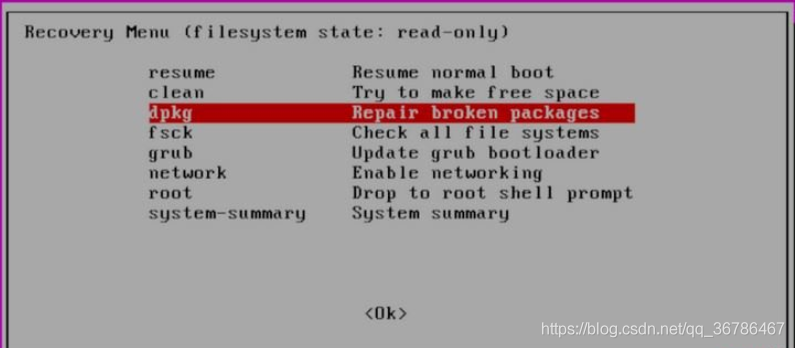 Recovery Menu (filesystem state: read-only)
resume Resume normal boot
clean Try to make free space
dpkg Repair broken packages
fsck Check all file systems
grub Update grub bootloader
network Enable networking
root Drop to root shell prompt
system-summary System summary
<Ok>
https://blog.csdn.net/qq_36786467